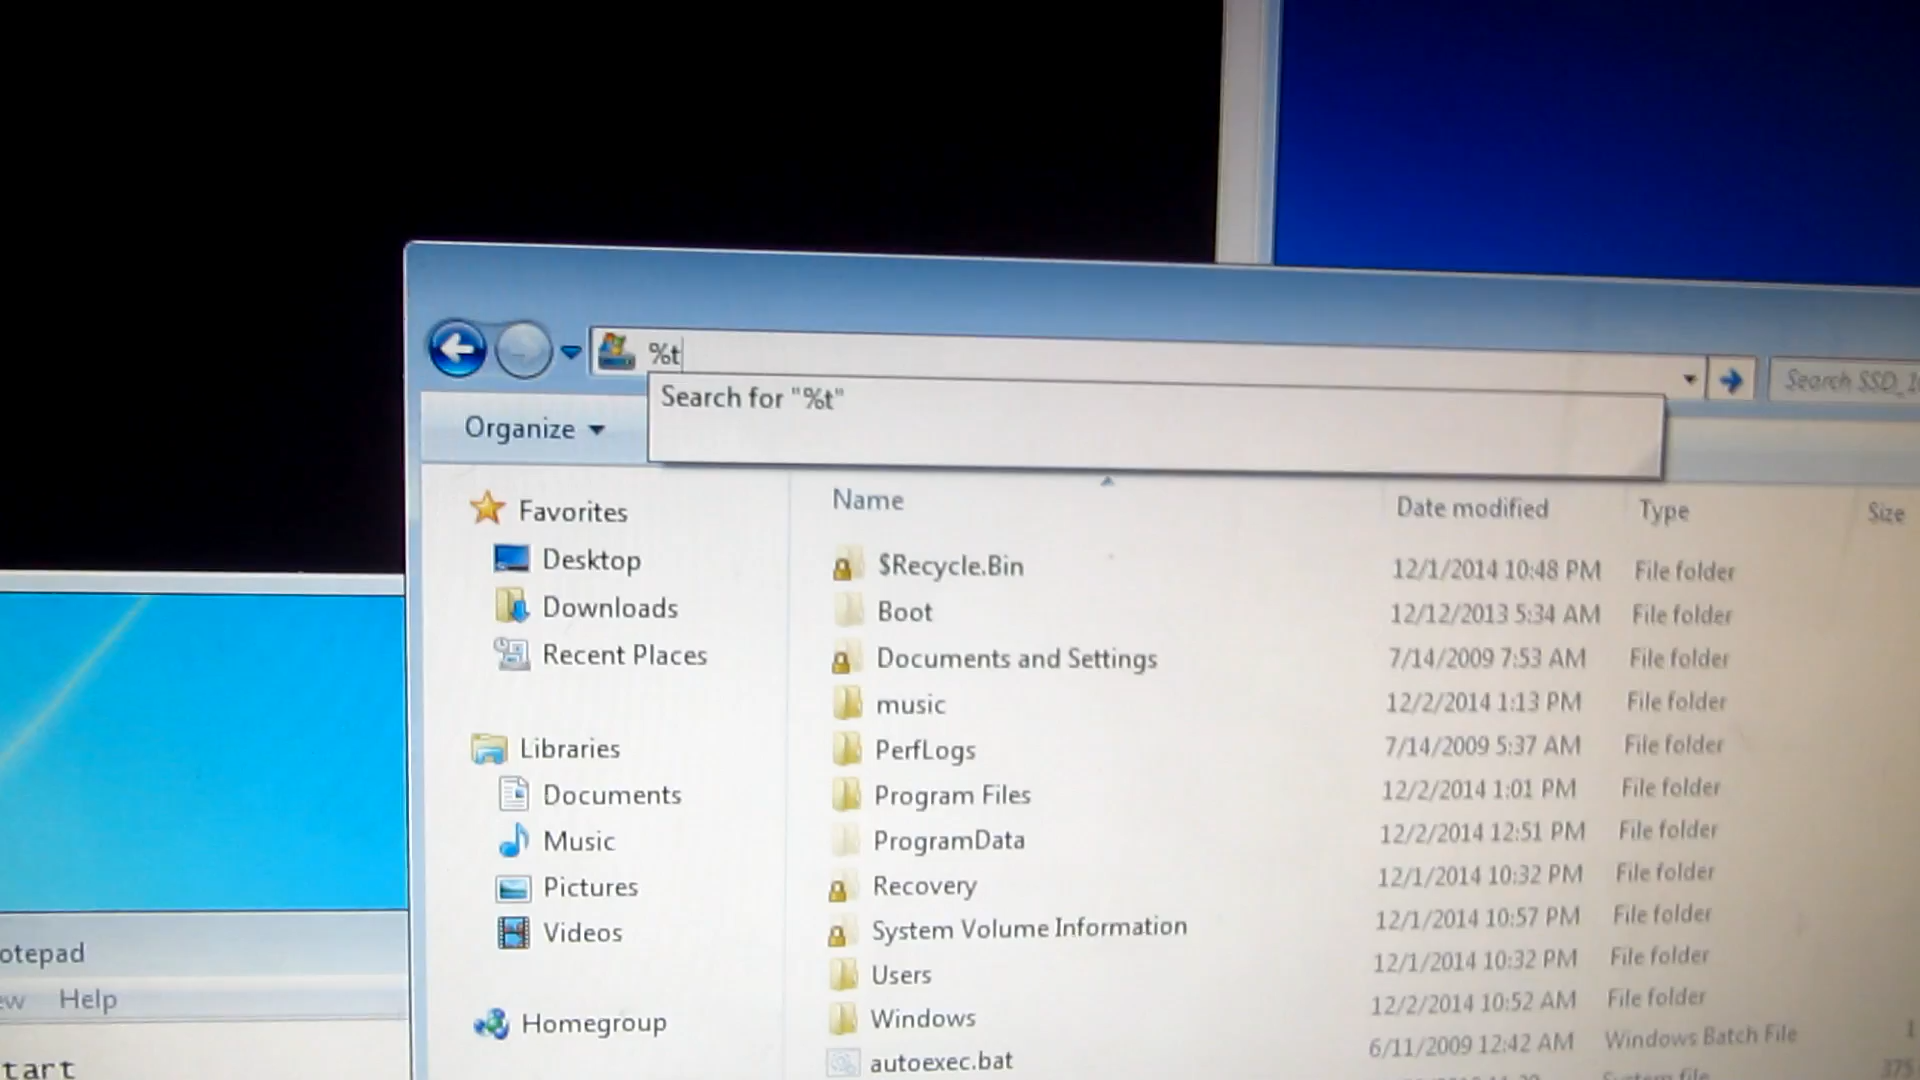 %t
Search SSD_1
Search for "%t"
Organize
Name
Date modified
Type
Size
Favorites
Desktop
Downloads
Recent Places
Libraries
Documents
Music
Pictures
Videos
Homegroup
$Recycle.Bin 12/1/2014 10:48 PM File folder
Boot 12/12/2013 5:34 AM File folder
Documents and Settings 7/14/2009 7:53 AM File folder
music 12/2/2014 1:13 PM File folder
PerfLogs 7/14/2009 5:37 AM File folder
Program Files 12/2/2014 1:01 PM File folder
ProgramData 12/2/2014 12:51 PM File folder
Recovery 12/1/2014 10:32 PM File folder
System Volume Information 12/1/2014 10:57 PM File folder
Users 12/1/2014 10:32 PM File folder
Windows 12/2/2014 10:52 AM File folder
autoexec.bat 6/11/2009 12:42 AM Windows Batch File 1
System file 375
otepad
ew Help
tart